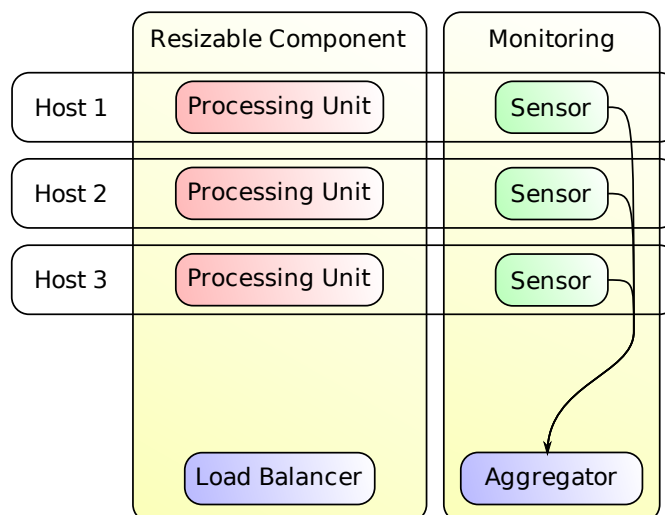 Resizable Component
Monitoring
Host 1
Processing Unit
Sensor
Host 2
Processing Unit
Sensor
Host 3
Processing Unit
Sensor
Load Balancer
Aggregator